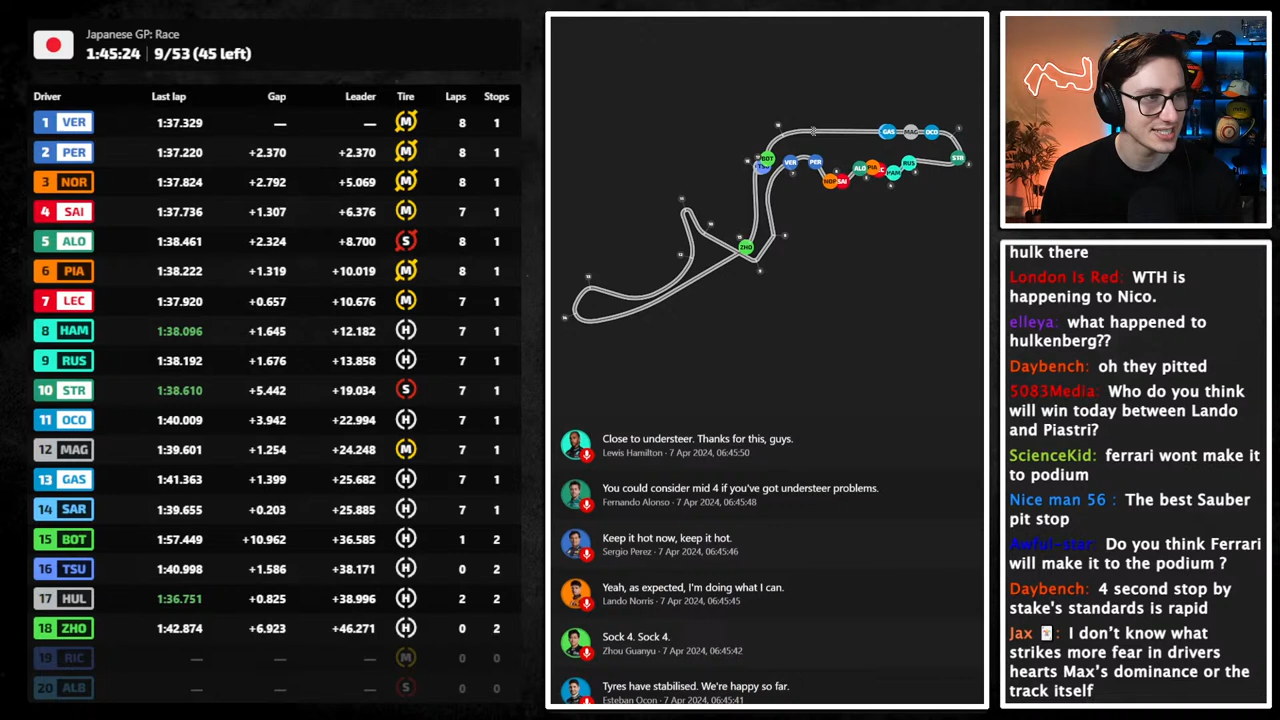 Japanese GP: Race
1:45:24 | 9/53 (45 left)
Driver Last lap Gap Leader Tire Laps Stops
1 VER 1:37.329 — — M 8 1
2 PER 1:37.220 +2.370 +2.370 M 8 1
3 NOR 1:37.824 +2.792 +5.069 M 8 1
4 SAI 1:37.736 +1.307 +6.376 M 7 1
5 ALO 1:38.461 +2.324 +8.700 S 8 1
6 PIA 1:38.222 +1.319 +10.019 M 8 1
7 LEC 1:37.920 +0.657 +10.676 M 7 1
8 HAM 1:38.096 +1.645 +12.182 H 7 1
9 RUS 1:38.192 +1.676 +13.858 H 7 1
10 STR 1:38.610 +5.442 +19.034 S 7 1
11 OCO 1:40.009 +3.942 +22.994 H 7 1
12 MAG 1:39.601 +1.254 +24.248 M 7 1
13 GAS 1:41.363 +1.399 +25.682 H 7 1
14 SAR 1:39.655 +0.203 +25.885 H 7 1
15 BOT 1:57.449 +10.962 +36.585 H 1 2
16 TSU 1:40.998 +1.586 +38.171 H 0 2
17 HUL 1:36.751 +0.825 H 2 2
18 ZHO 1:42.874 +6.923 +46.271 H 0 2
19 RIC — — — M 0 0
20 ALB — — — S 0 0
GAS MAG OCO
BOT VER PER ALO PIA HAM RUS STR
NOR SAI
ZHO
Close to understeer. Thanks for this, guys.
Lewis Hamilton - 7 Apr 2024, 06:45:50
You could consider mid 4 if you've got understeer problems.
Fernando Alonso - 7 Apr 2024, 06:45:48
Keep it hot now, keep it hot.
Sergio Perez - 7 Apr 2024, 06:45:46
Yeah, as expected, I'm doing what I can.
Lando Norris - 7 Apr 2024, 06:45:45
Sock 4. Sock 4.
Zhou Guanyu - 7 Apr 2024, 06:45:42
Tyres have stabilised. We're happy so far.
Esteban Ocon - 7 Apr 2024, 06:45:41
hulk there
London Is Red: WTH is
happening to Nico.
elleya: what happened to
hulkenberg??
Daybench: oh they pitted
5083Media: Who do you think
will win today between Lando
and Piastri?
ScienceKid: ferrari wont make it
to podium
Nice man 56 : The best Sauber
pit stop
Awful-star: Do you think Ferrari
will make it to the podium ?
Daybench: 4 second stop by
stake's standards is rapid
Jax 🃏: I don't know what
strikes more fear in drivers
hearts Max's dominance or the
track itself